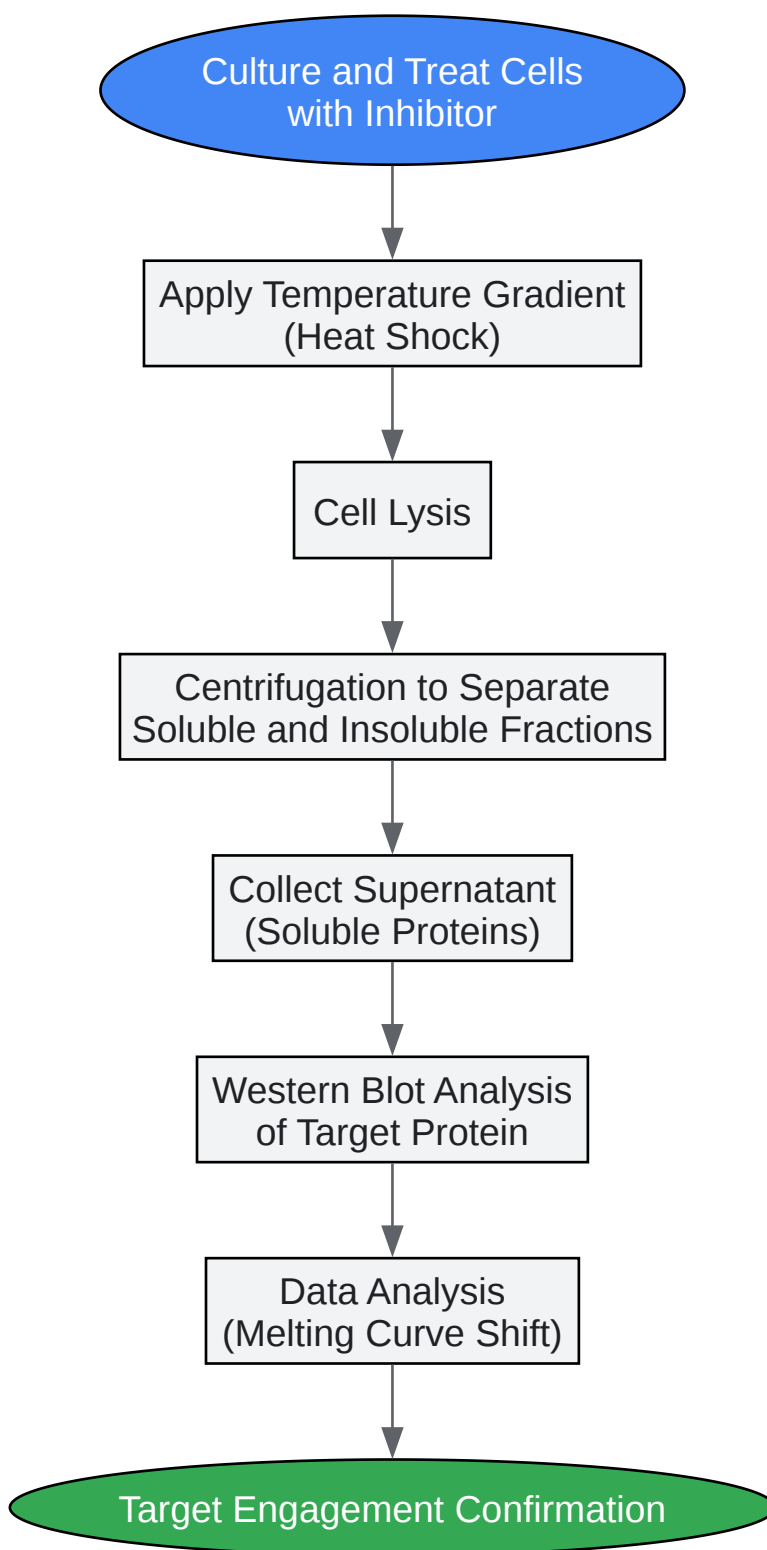 Culture and Treat Cells
with Inhibitor
Apply Temperature Gradient
(Heat Shock)
Cell Lysis
Centrifugation to Separate
Soluble and Insoluble Fractions
Collect Supernatant
(Soluble Proteins)
Western Blot Analysis
of Target Protein
Data Analysis
(Melting Curve Shift)
Target Engagement Confirmation